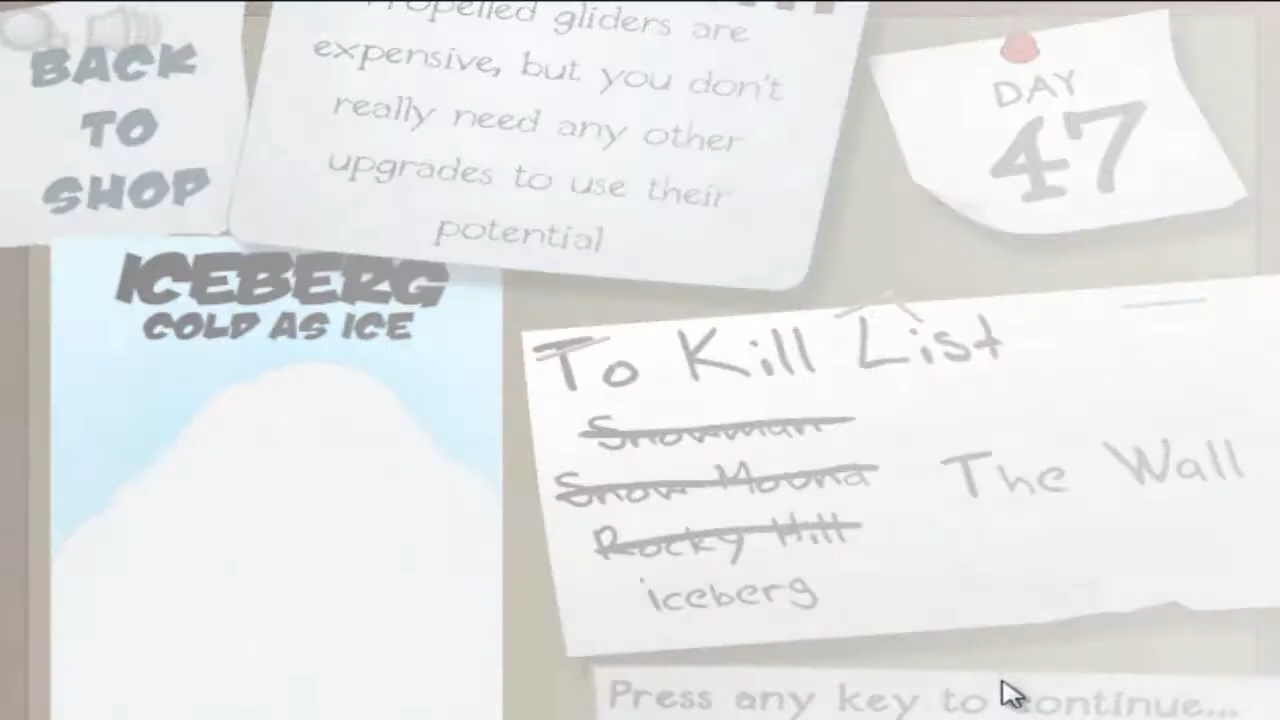 BACK
TO
SHOP
Propelled gliders are
expensive, but you don't
really need any other
upgrades to use their
potential
DAY
47
ICEBERG
COLD AS ICE
To Kill List
Snowman
Snow Mound
The Wall
Rocky Hill
iceberg
Press any key to continue...